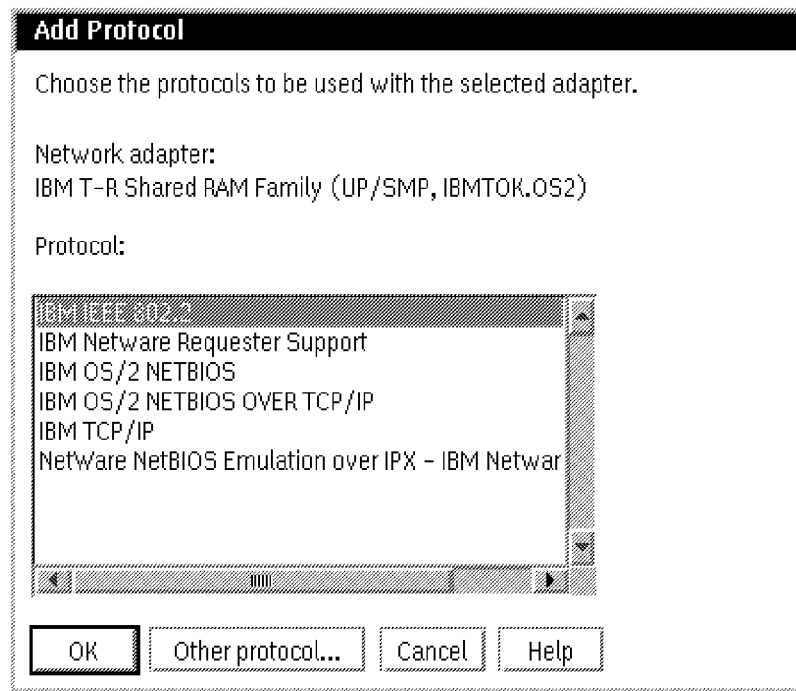 Add Protocol
Choose the protocols to be used with the selected adapter.
Network adapter:
IBM T-R Shared RAM Family (UP/SMP, IBMTOK.OS2)
Protocol:
IBM IEEE 802.2
IBM Netware Requester Support
IBM OS/2 NETBIOS
IBM OS/2 NETBIOS OVER TCP/IP
IBM TCP/IP
NetWare NetBIOS Emulation over IPX - IBM Netwar
OK Other protocol... Cancel Help